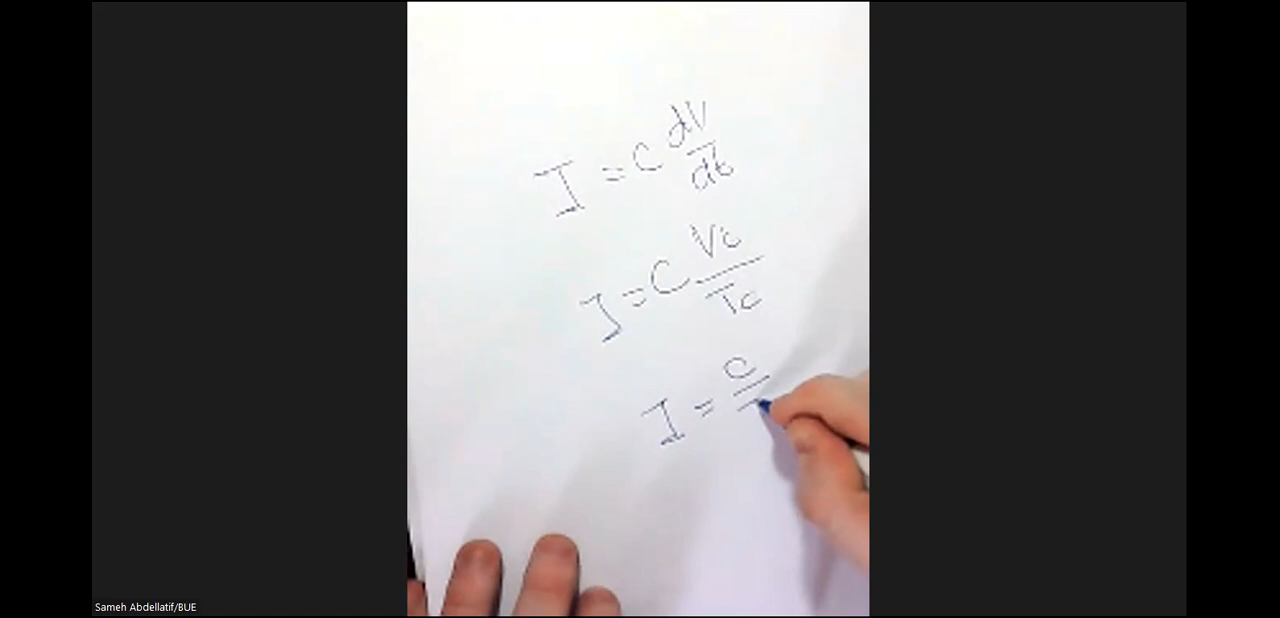 I = C dV/dt
I = C Vc/Tc
I = C/T
Sameh Abdellatif/BUE